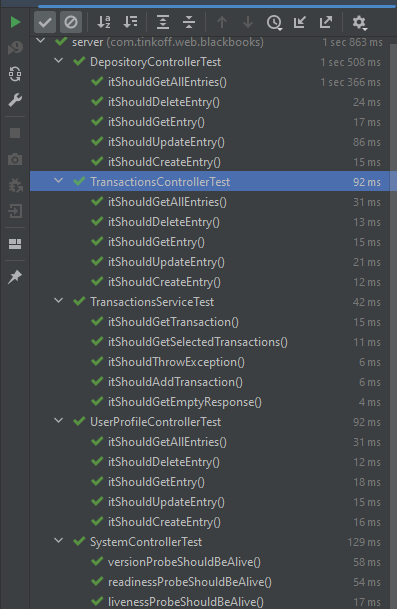 server (com.tinkoff.web.blackbooks) 1 sec 863 ms
DepositoryControllerTest 1 sec 508 ms
itShouldGetAllEntries() 1 sec 366 ms
itShouldDeleteEntry() 24 ms
itShouldGetEntry() 17 ms
itShouldUpdateEntry() 86 ms
itShouldCreateEntry() 15 ms
TransactionsControllerTest 92 ms
itShouldGetAllEntries() 31 ms
itShouldDeleteEntry() 13 ms
itShouldGetEntry() 15 ms
itShouldUpdateEntry() 21 ms
itShouldCreateEntry() 12 ms
TransactionsServiceTest 42 ms
itShouldGetTransaction() 15 ms
itShouldGetSelectedTransactions() 11 ms
itShouldThrowException() 6 ms
itShouldAddTransaction() 6 ms
itShouldGetEmptyResponse() 4 ms
UserProfileControllerTest 92 ms
itShouldGetAllEntries() 31 ms
itShouldDeleteEntry() 12 ms
itShouldGetEntry() 18 ms
itShouldUpdateEntry() 15 ms
itShouldCreateEntry() 16 ms
SystemControllerTest 129 ms
versionProbeShouldBeAlive() 58 ms
readinessProbeShouldBeAlive() 54 ms
livenessProbeShouldBeAlive() 17 ms